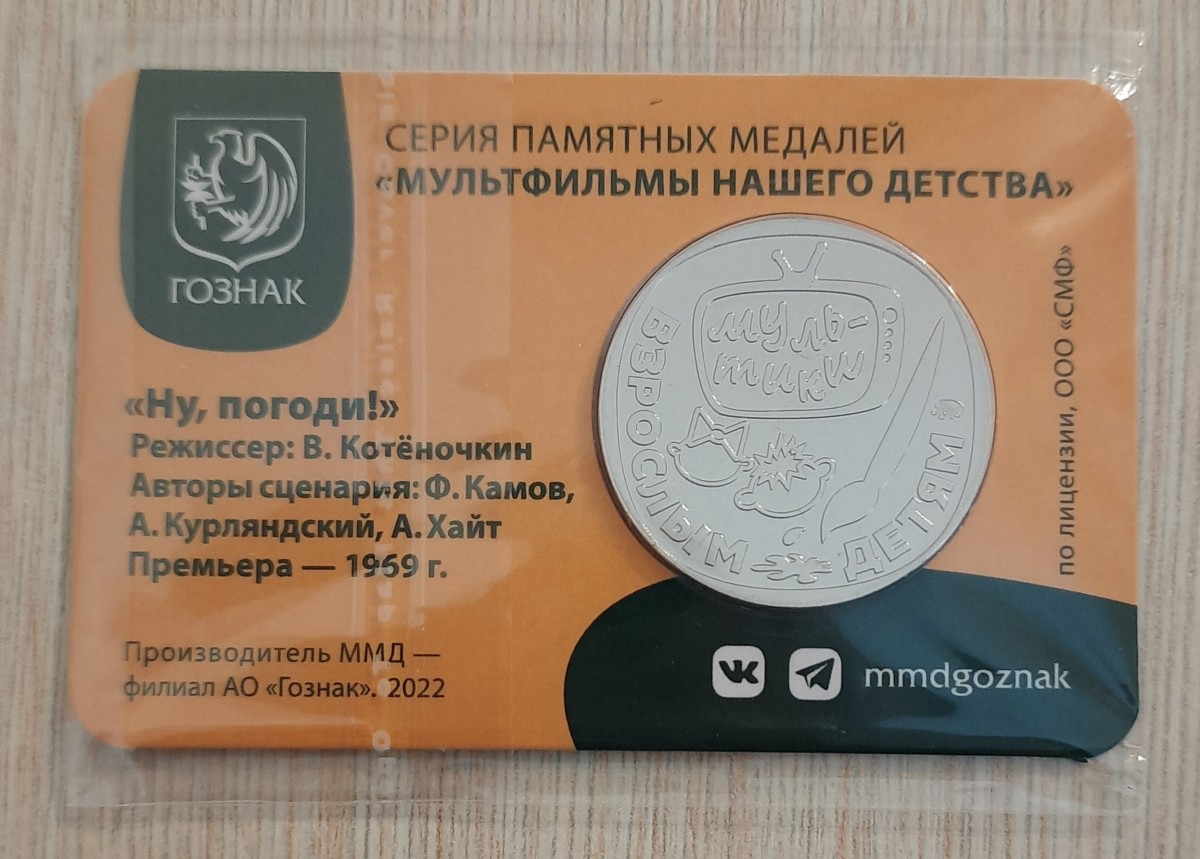 ГОЗНАК
СЕРИЯ ПАМЯТНЫХ МЕДАЛЕЙ
«МУЛЬТФИЛЬМЫ НАШЕГО ДЕТСТВА»
«Ну, погоди!»
Режиссер: В. Котёночкин
Авторы сценария: Ф. Камов,
А. Курляндский, А. Хайт
Премьера — 1969 г.
Производитель ММД —
филиал АО «Гознак». 2022
муль-
тики
ВЗРОСЛЫМ
ДЕТЯМ
по лицензии, ООО «СМФ»
mmdgoznak